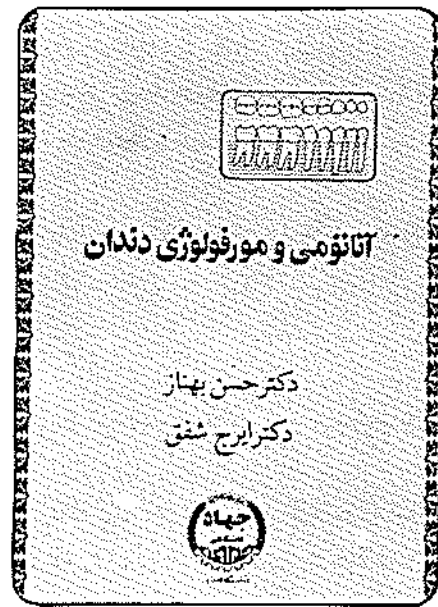 آناتومی و مورفولوژی دندان
دکتر حسن بهناز
دکتر ایرج شفق
جهاد